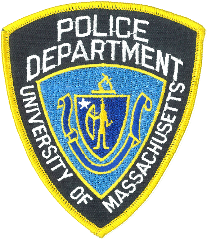 POLICE
DEPARTMENT
UNIVERSITY OF MASSACHUSETTS